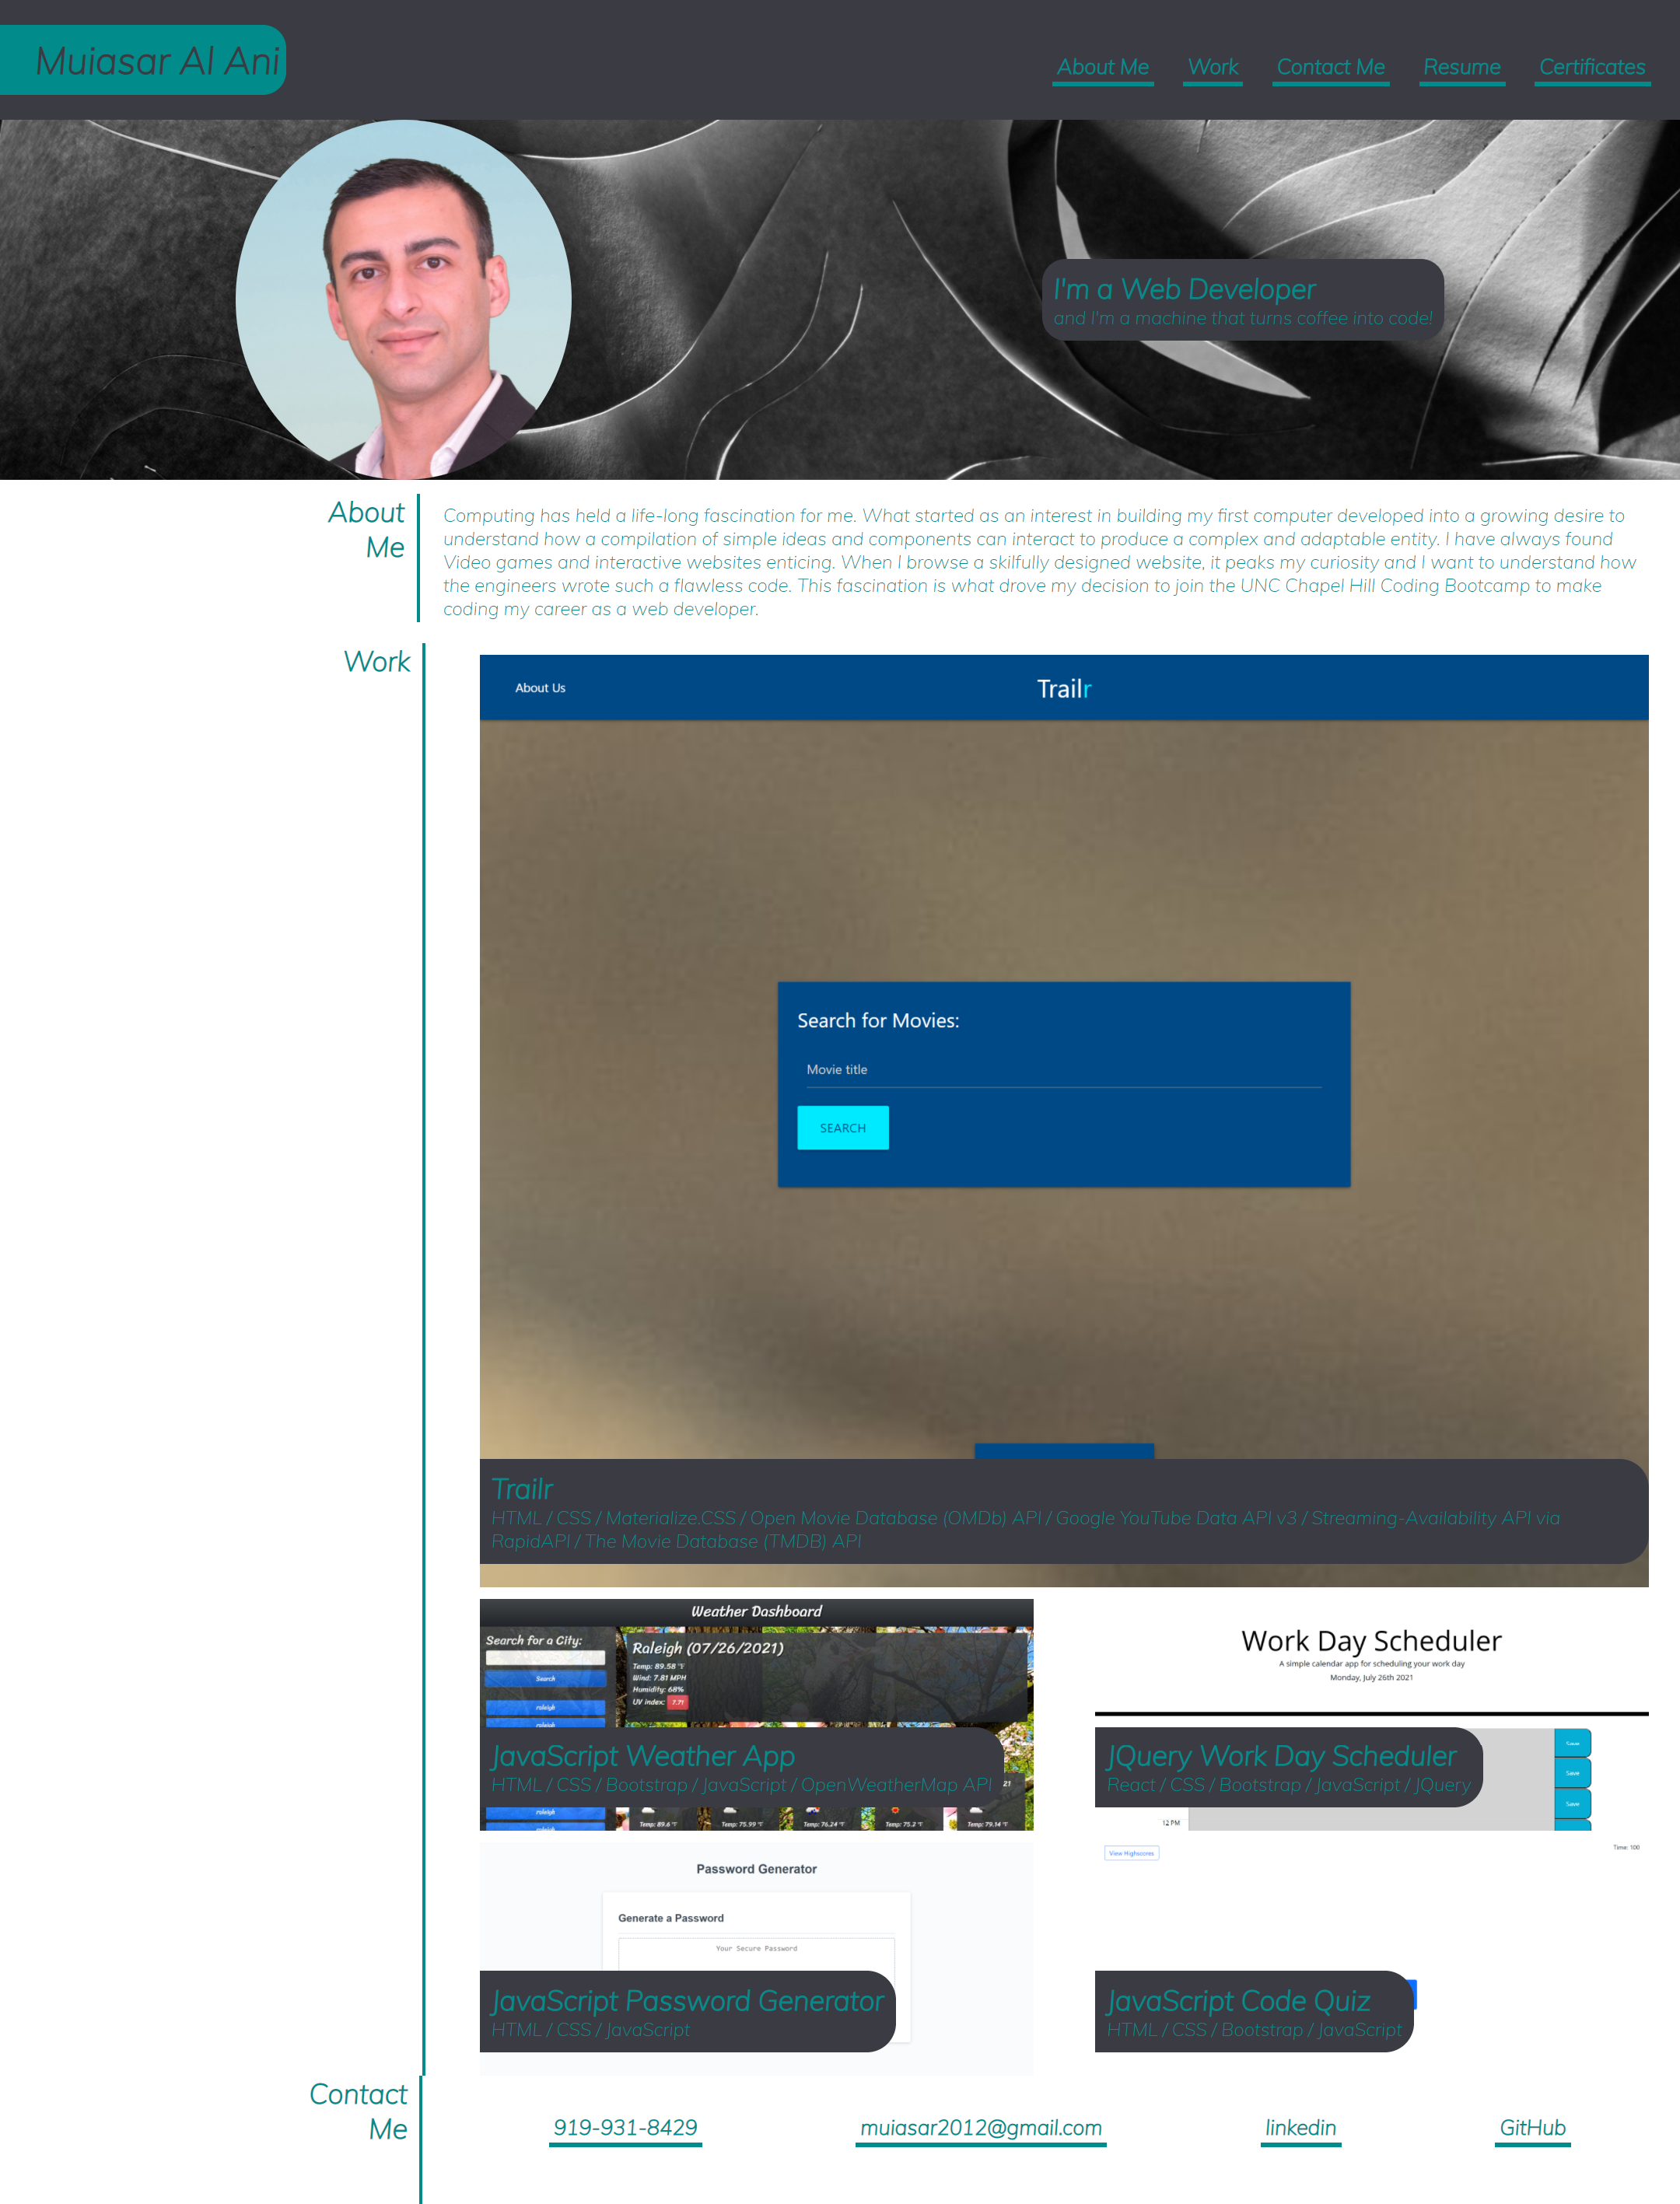 Muiasar Al Ani
About Me Work Contact Me Resume Certificates
I'm a Web Developer
and I'm a machine that turns coffee into code!
About
Me
Computing has held a life-long fascination for me. What started as an interest in building my first computer developed into a growing desire to
understand how a compilation of simple ideas and components can interact to produce a complex and adaptable entity. I have always found
Video games and interactive websites enticing. When I browse a skilfully designed website, it peaks my curiosity and I want to understand how
the engineers wrote such a flawless code. This fascination is what drove my decision to join the UNC Chapel Hill Coding Bootcamp to make
coding my career as a web developer.
Work
About Us
Trailr
Search for Movies:
Movie title
SEARCH
Trailr
HTML / CSS / Materialize.CSS / Open Movie Database (OMDb) API / Google YouTube Data API v3 / Streaming-Availability API via
RapidAPI / The Movie Database (TMDB) API
Weather Dashboard
Search for a City:
Search
raleigh
raleigh
Raleigh (07/26/2021)
Temp: 89.58 °F
Wind: 7.81 MPH
Humidity: 68%
UV index: 7.71
JavaScript Weather App
HTML / CSS / Bootstrap / JavaScript / OpenWeatherMap API
21
raleigh
raleigh
Temp: 89.6 °F Temp: 75.99 °F Temp: 76.24 °F Temp: 75.2 °F Temp: 79.14 °F
Work Day Scheduler
A simple calendar app for scheduling your work day
Monday, July 26th 2021
Save
Save
Save
JQuery Work Day Scheduler
React / CSS / Bootstrap / JavaScript / JQuery
12 PM
Password Generator
Generate a Password
Your Secure Password
JavaScript Password Generator
HTML / CSS / JavaScript
View Highscores
Time: 100
JavaScript Code Quiz
HTML / CSS / Bootstrap / JavaScript
Contact
Me
919-931-8429 muiasar2012@gmail.com linkedin GitHub